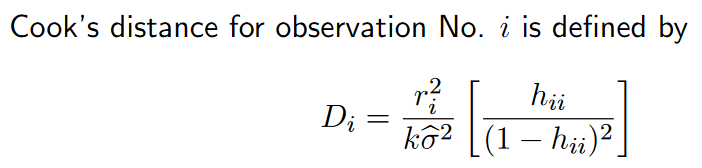 Cook's distance for observation No. i is defined by
D_i = \frac{r_i^2}{k\hat{\sigma}^2} \left[ \frac{h_{ii}}{(1 - h_{ii})^2} \right]